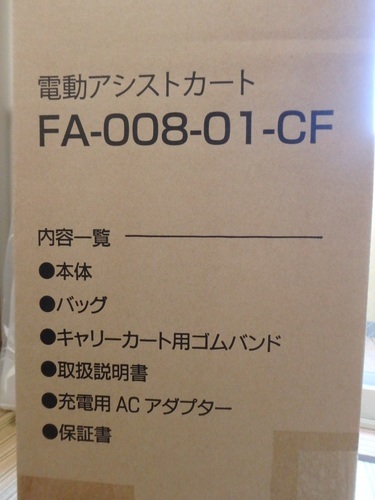 電動アシストカート
FA-008-01-CF
内容一覧
●本体
●バッグ
●キャリーカート用ゴムバンド
●取扱説明書
●充電用ACアダプター
●保証書